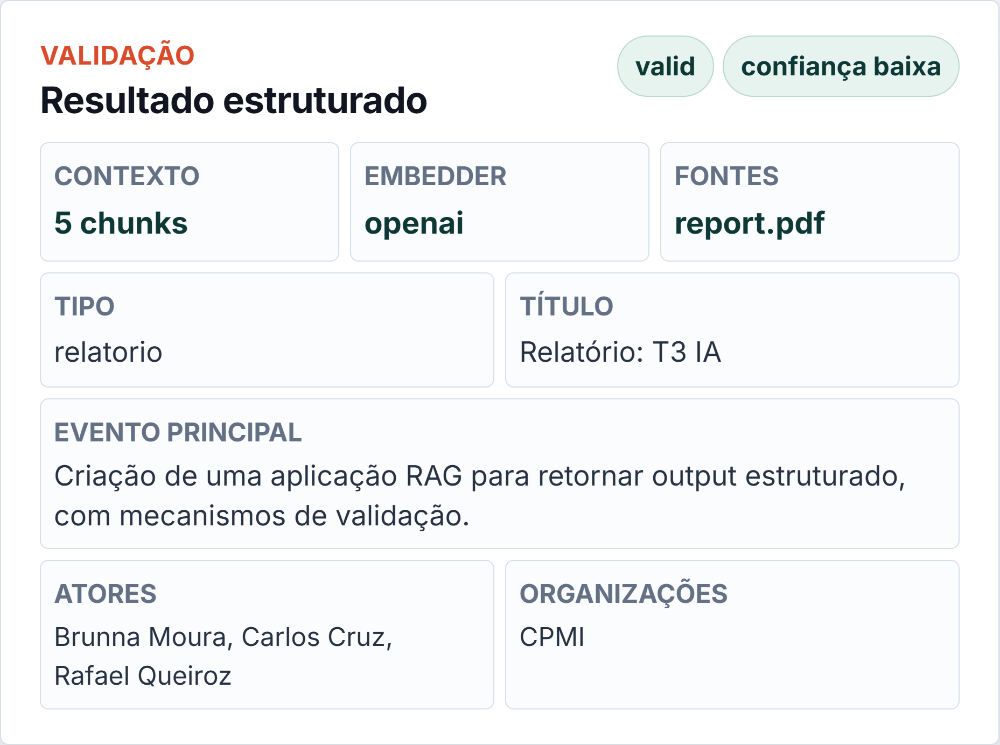 VALIDAÇÃO
Resultado estruturado
valid
confiança baixa
CONTEXTO
5 chunks
EMBEDDER
openai
FONTES
report.pdf
TIPO
relatorio
TÍTULO
Relatório: T3 IA
EVENTO PRINCIPAL
Criação de uma aplicação RAG para retornar output estruturado,
com mecanismos de validação.
ATORES
Brunna Moura, Carlos Cruz,
Rafael Queiroz
ORGANIZAÇÕES
CPMI